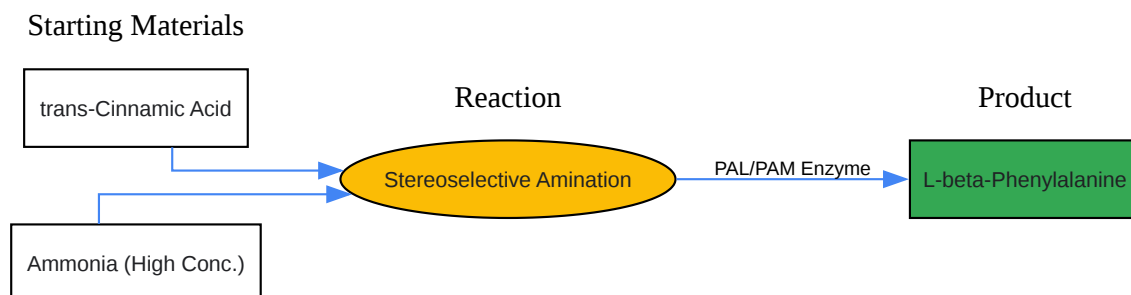 Starting Materials
trans-Cinnamic Acid
Reaction
Product
Stereoselective Amination
PAL/PAM Enzyme
L-beta-Phenylalanine
Ammonia (High Conc.)